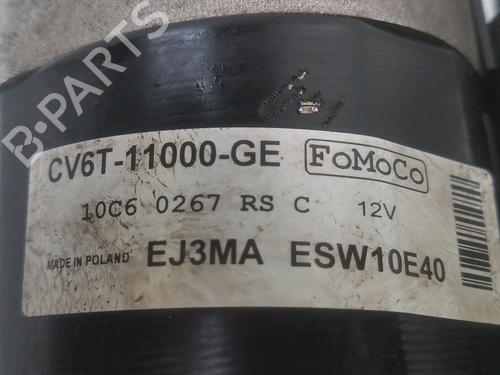 B-PARTS
CV6T-11000-GE FoMoCo
10C6 0267 RS C 12V
MADE IN POLAND EJ3MA ESW10E40